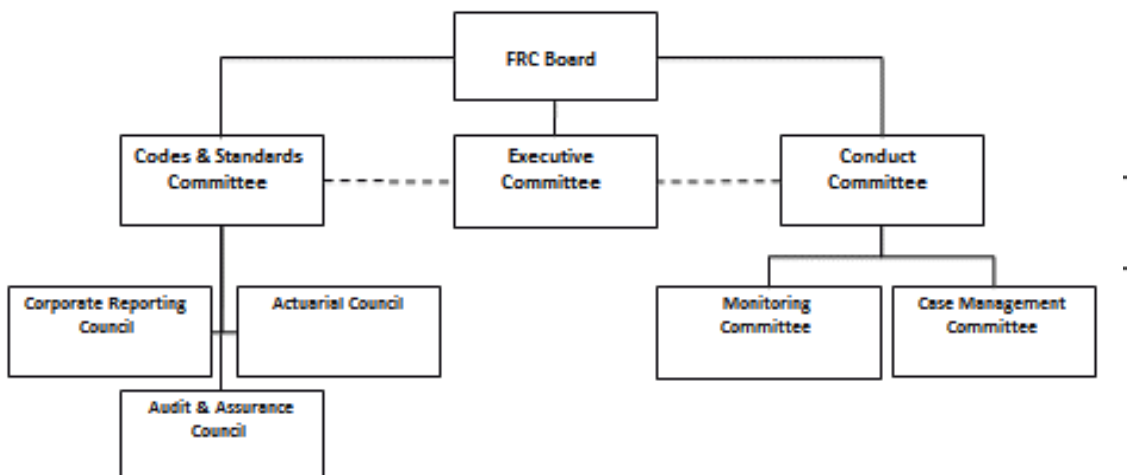 FRC Board
Codes & Standards
Committee
Executive
Committee
Conduct
Committee
Corporate Reporting
Council
Actuarial Council
Monitoring
Committee
Case Management
Committee
Audit & Assurance
Council